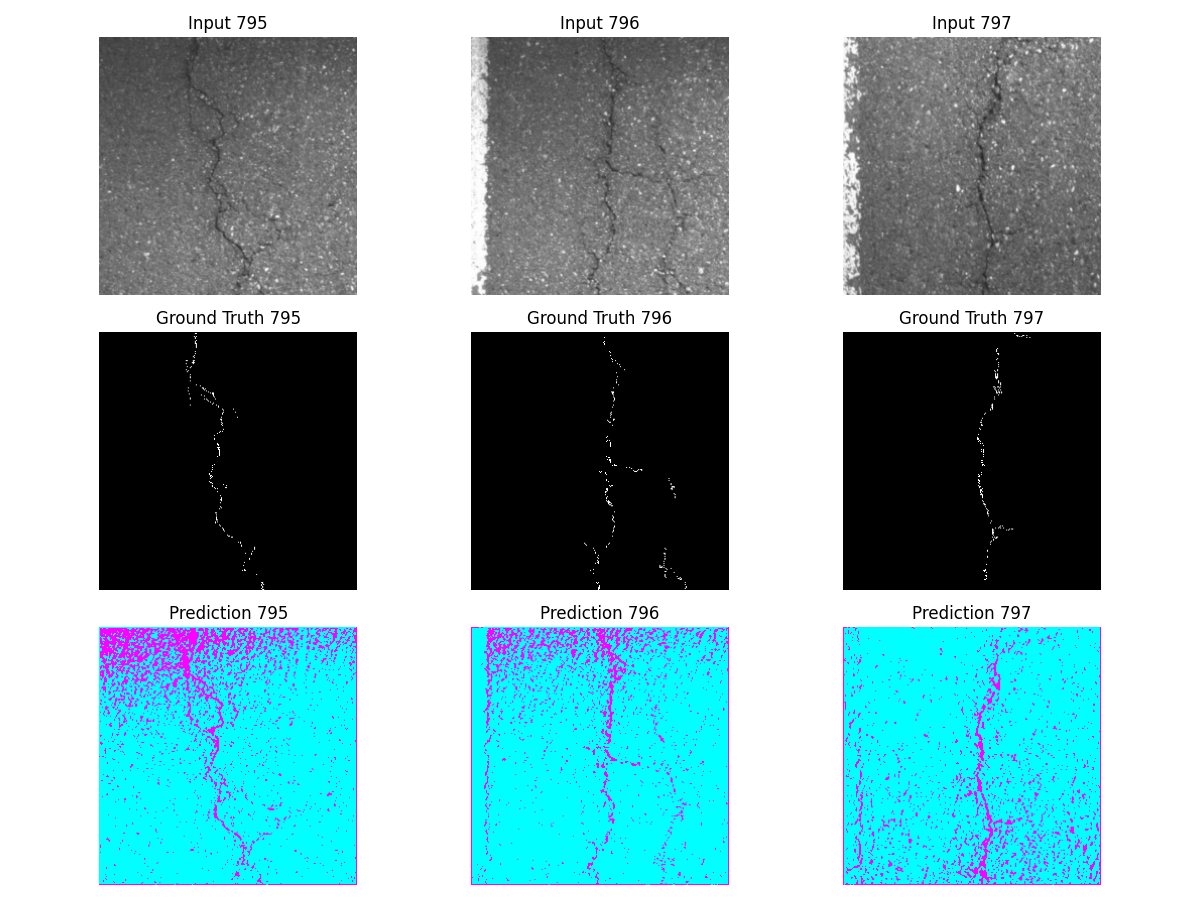 Input 795
Input 796
Input 797
Ground Truth 795
Ground Truth 796
Ground Truth 797
Prediction 795
Prediction 796
Prediction 797